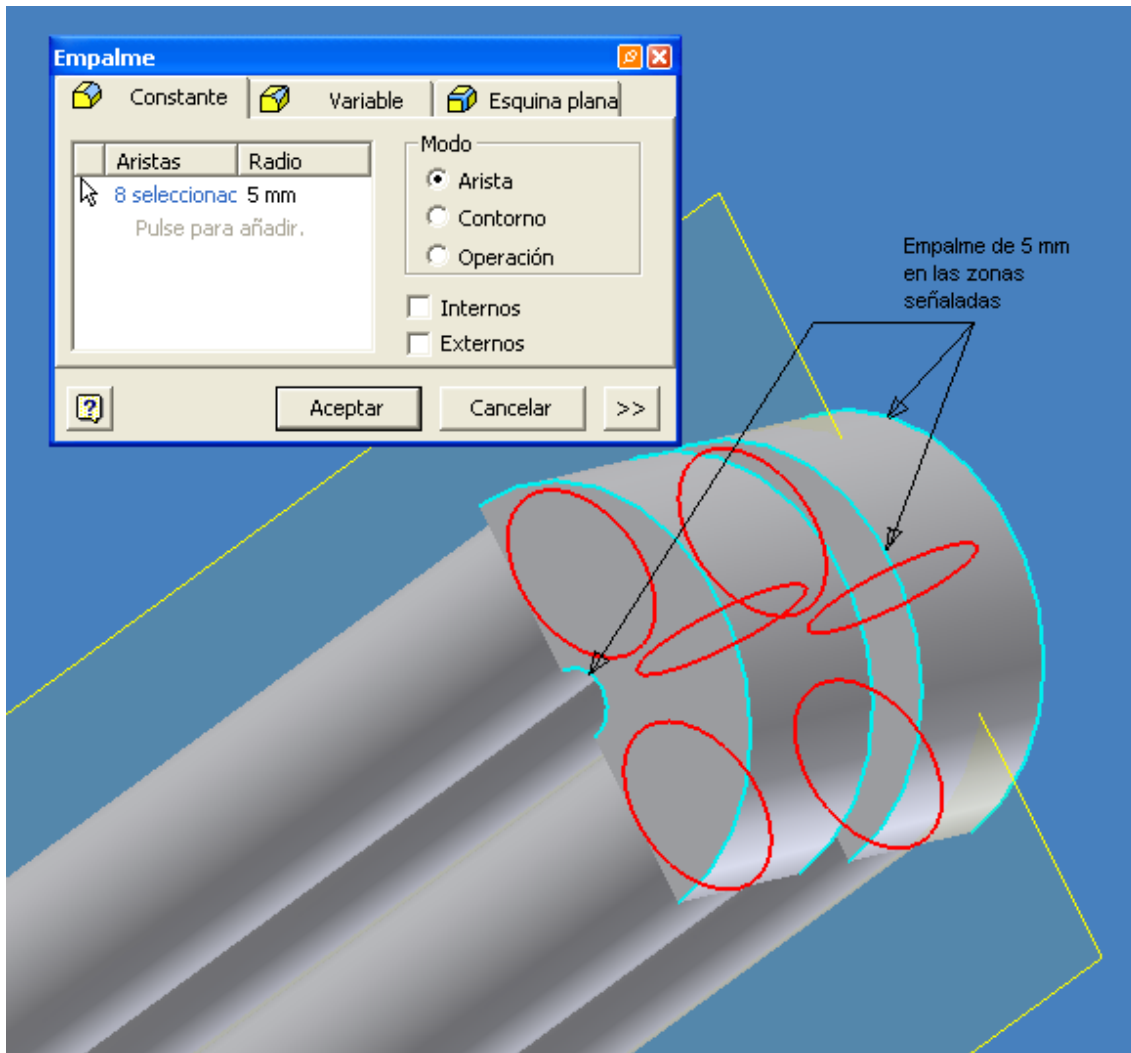 Empalme
Constante
Variable
Esquina plana
Aristas
Radio
8 seleccionac
5 mm
Pulse para añadir.
Modo
Arista
Contorno
Operación
Internos
Externos
Aceptar
Cancelar
>>
Empalme de 5 mm
en las zonas
señaladas